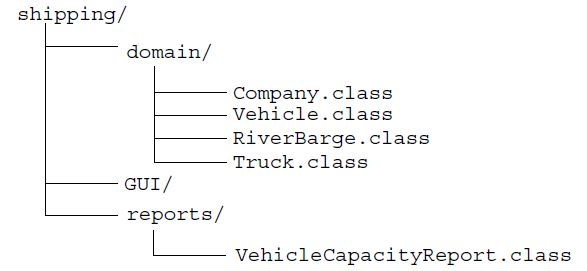 shipping/
domain/
Company.class
Vehicle.class
RiverBarge.class
Truck.class
GUI/
reports/
VehicleCapacityReport.class